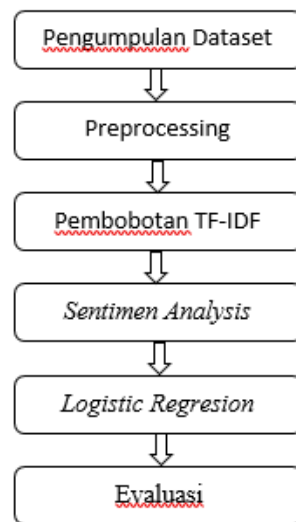 Pengumpulan Dataset
Preprocessing
Pembobotan TF-IDF
Sentimen Analysis
Logistic Regresion
Evaluasi